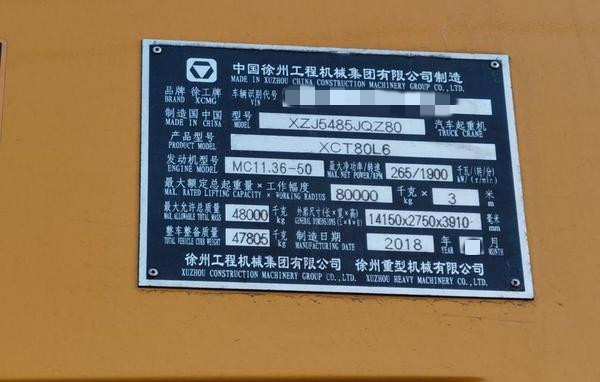 中国徐州工程机械集团有限公司制造
MADE IN XUZHOU CHINA CONSTRUCTION MACHINERY GROUP CO., LTD.
品牌 徐工牌 车辆识别代号
BRAND XCMG VIN
制造国 中国 型号 XZJ5485JQZ80 汽车起重机
MODEL TRUCK CRANE
产品型号 XCT80L6
PRODUCT MODEL
发动机型号 MC11.36-50 最大净功率/转速 265/1900 千瓦/(转/分)
ENGINE MODEL MAX. NET POWER/RPM kW/(r/min)
最大额定总起重量×工作幅度 80000 千克× 3 米
MAX. RATED LIFTING CAPACITY × WORKING RADIUS kg m
最大允许总质量 48000 千克 外形尺寸(长×宽×高) 14150x2750x3910 毫米
MAX. ALLOWABLE TOTAL MASS kg GENERAL DIMENSIONS (L×W×H) mm
整车整备质量 47805 千克 制造日期 2018 年 月
TOTAL VEHICLE CURB WEIGHT kg MANUFACTURING DATE YEAR MONTH
徐州工程机械集团有限公司 徐州重型机械有限公司
XUZHOU CONSTRUCTION MACHINERY GROUP CO., LTD. XUZHOU HEAVY MACHINERY CO., LTD.